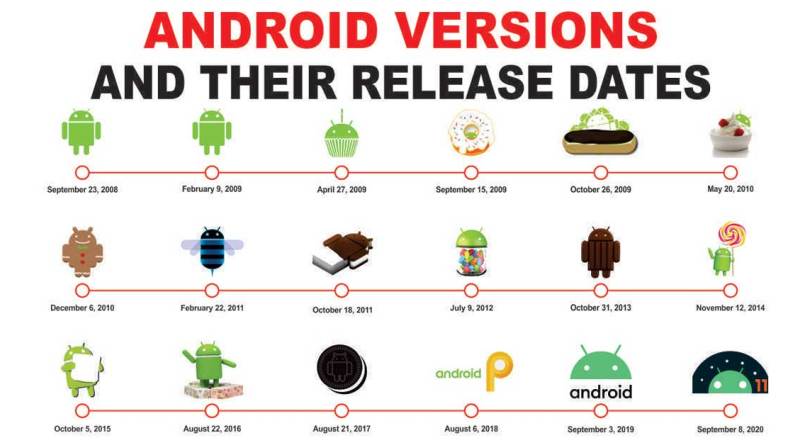 ANDROID VERSIONS
AND THEIR RELEASE DATES
September 23, 2008
February 9, 2009
April 27, 2009
September 15, 2009
October 26, 2009
May 20, 2010
December 6, 2010
February 22, 2011
October 18, 2011
July 9, 2012
October 31, 2013
November 12, 2014
android
android
11
October 5, 2015
August 22, 2016
August 21, 2017
August 6, 2018
September 3, 2019
September 8, 2020